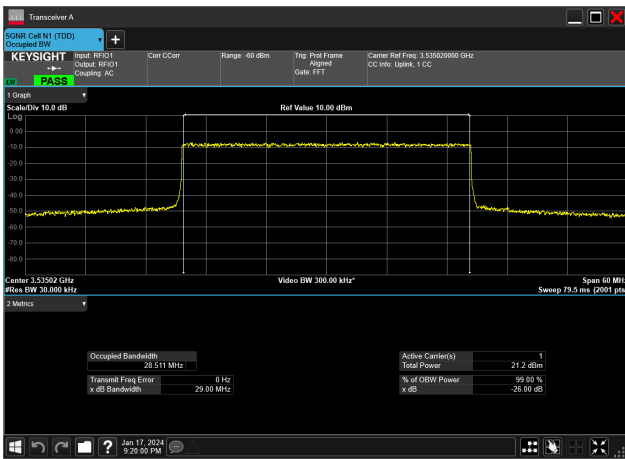 Transceiver A
5GNR Cell N1 (TDD)
Occupied BW
KEYSIGHT
PASS
Input: RFIO1
Output: RFIO1
Coupling: AC
Corr CCorr
Range: -60 dBm
Trig: Prot Frame
Aligned
Gate: FFT
Carrier Ref Freq: 3.535020000 GHz
CC Info: Uplink, 1 CC
1 Graph
Scale/Div 10.0 dB
Ref Value 10.00 dBm
Log
0.00
-10.0
-20.0
-30.0
-40.0
-50.0
-60.0
-70.0
-80.0
Center 3.53502 GHz
#Res BW 30.000 kHz
Video BW 300.00 kHz*
Span 60 MHz
Sweep 79.5 ms (2001 pts)
2 Metrics
Occupied Bandwidth
28.511 MHz
Transmit Freq Error 0 Hz
x dB Bandwidth 29.00 MHz
Active Carrier(s) 1
Total Power 21.2 dBm
% of OBW Power 99.00 %
x dB -26.00 dB
?
Jan 17, 2024
9:20:00 PM